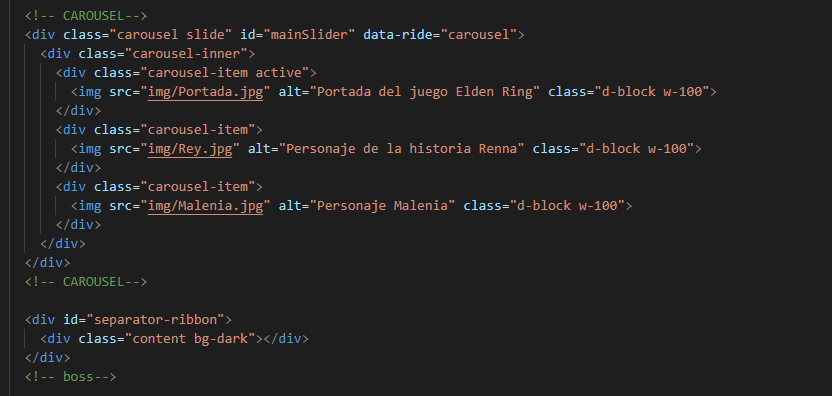 <!-- CAROUSEL-->
<div class="carousel slide" id="mainSlider" data-ride="carousel">
<div class="carousel-inner">
<div class="carousel-item active">
<img src="img/Portada.jpg" alt="Portada del juego Elden Ring" class="d-block w-100">
</div>
<div class="carousel-item">
<img src="img/Rey.jpg" alt="Personaje de la historia Renna" class="d-block w-100">
</div>
<div class="carousel-item">
<img src="img/Malenia.jpg" alt="Personaje Malenia" class="d-block w-100">
</div>
</div>
</div>
<!-- CAROUSEL-->
<div id="separator-ribbon">
<div class="content bg-dark"></div>
</div>
<!-- boss-->